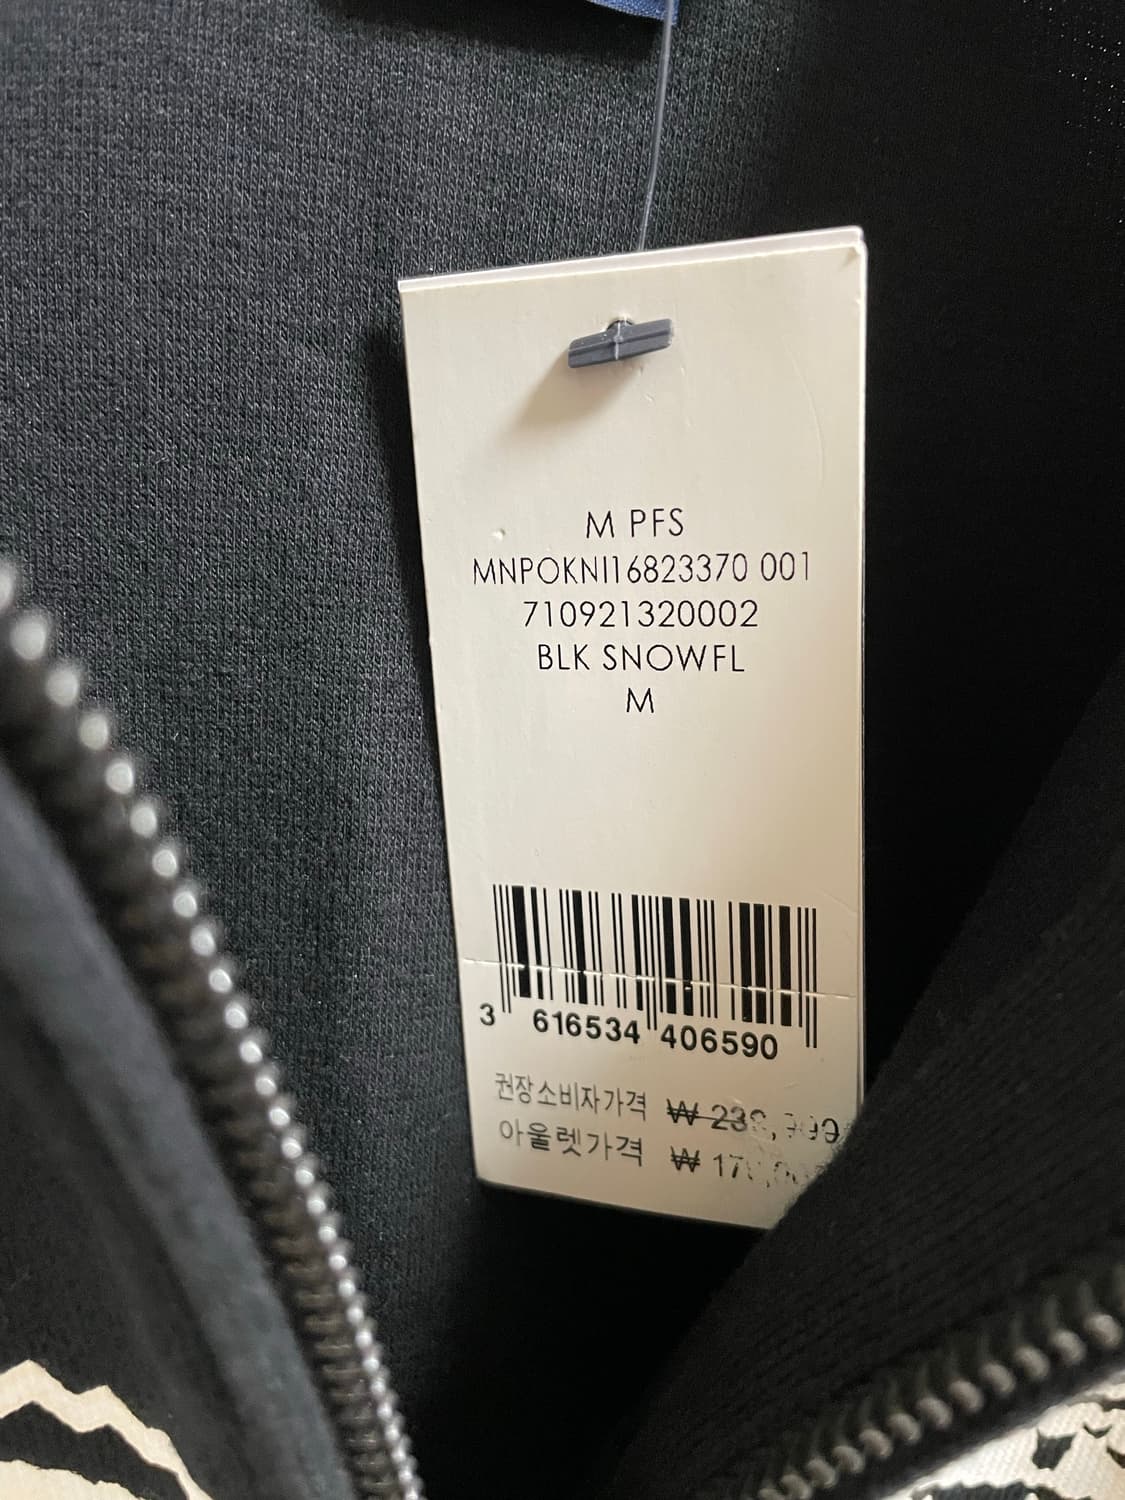 M PFS
MNPOKNI16823370 001
710921320002
BLK SNOWFL
M
3 616534 406590
권장소비자가격 ₩
아울렛가격 ₩